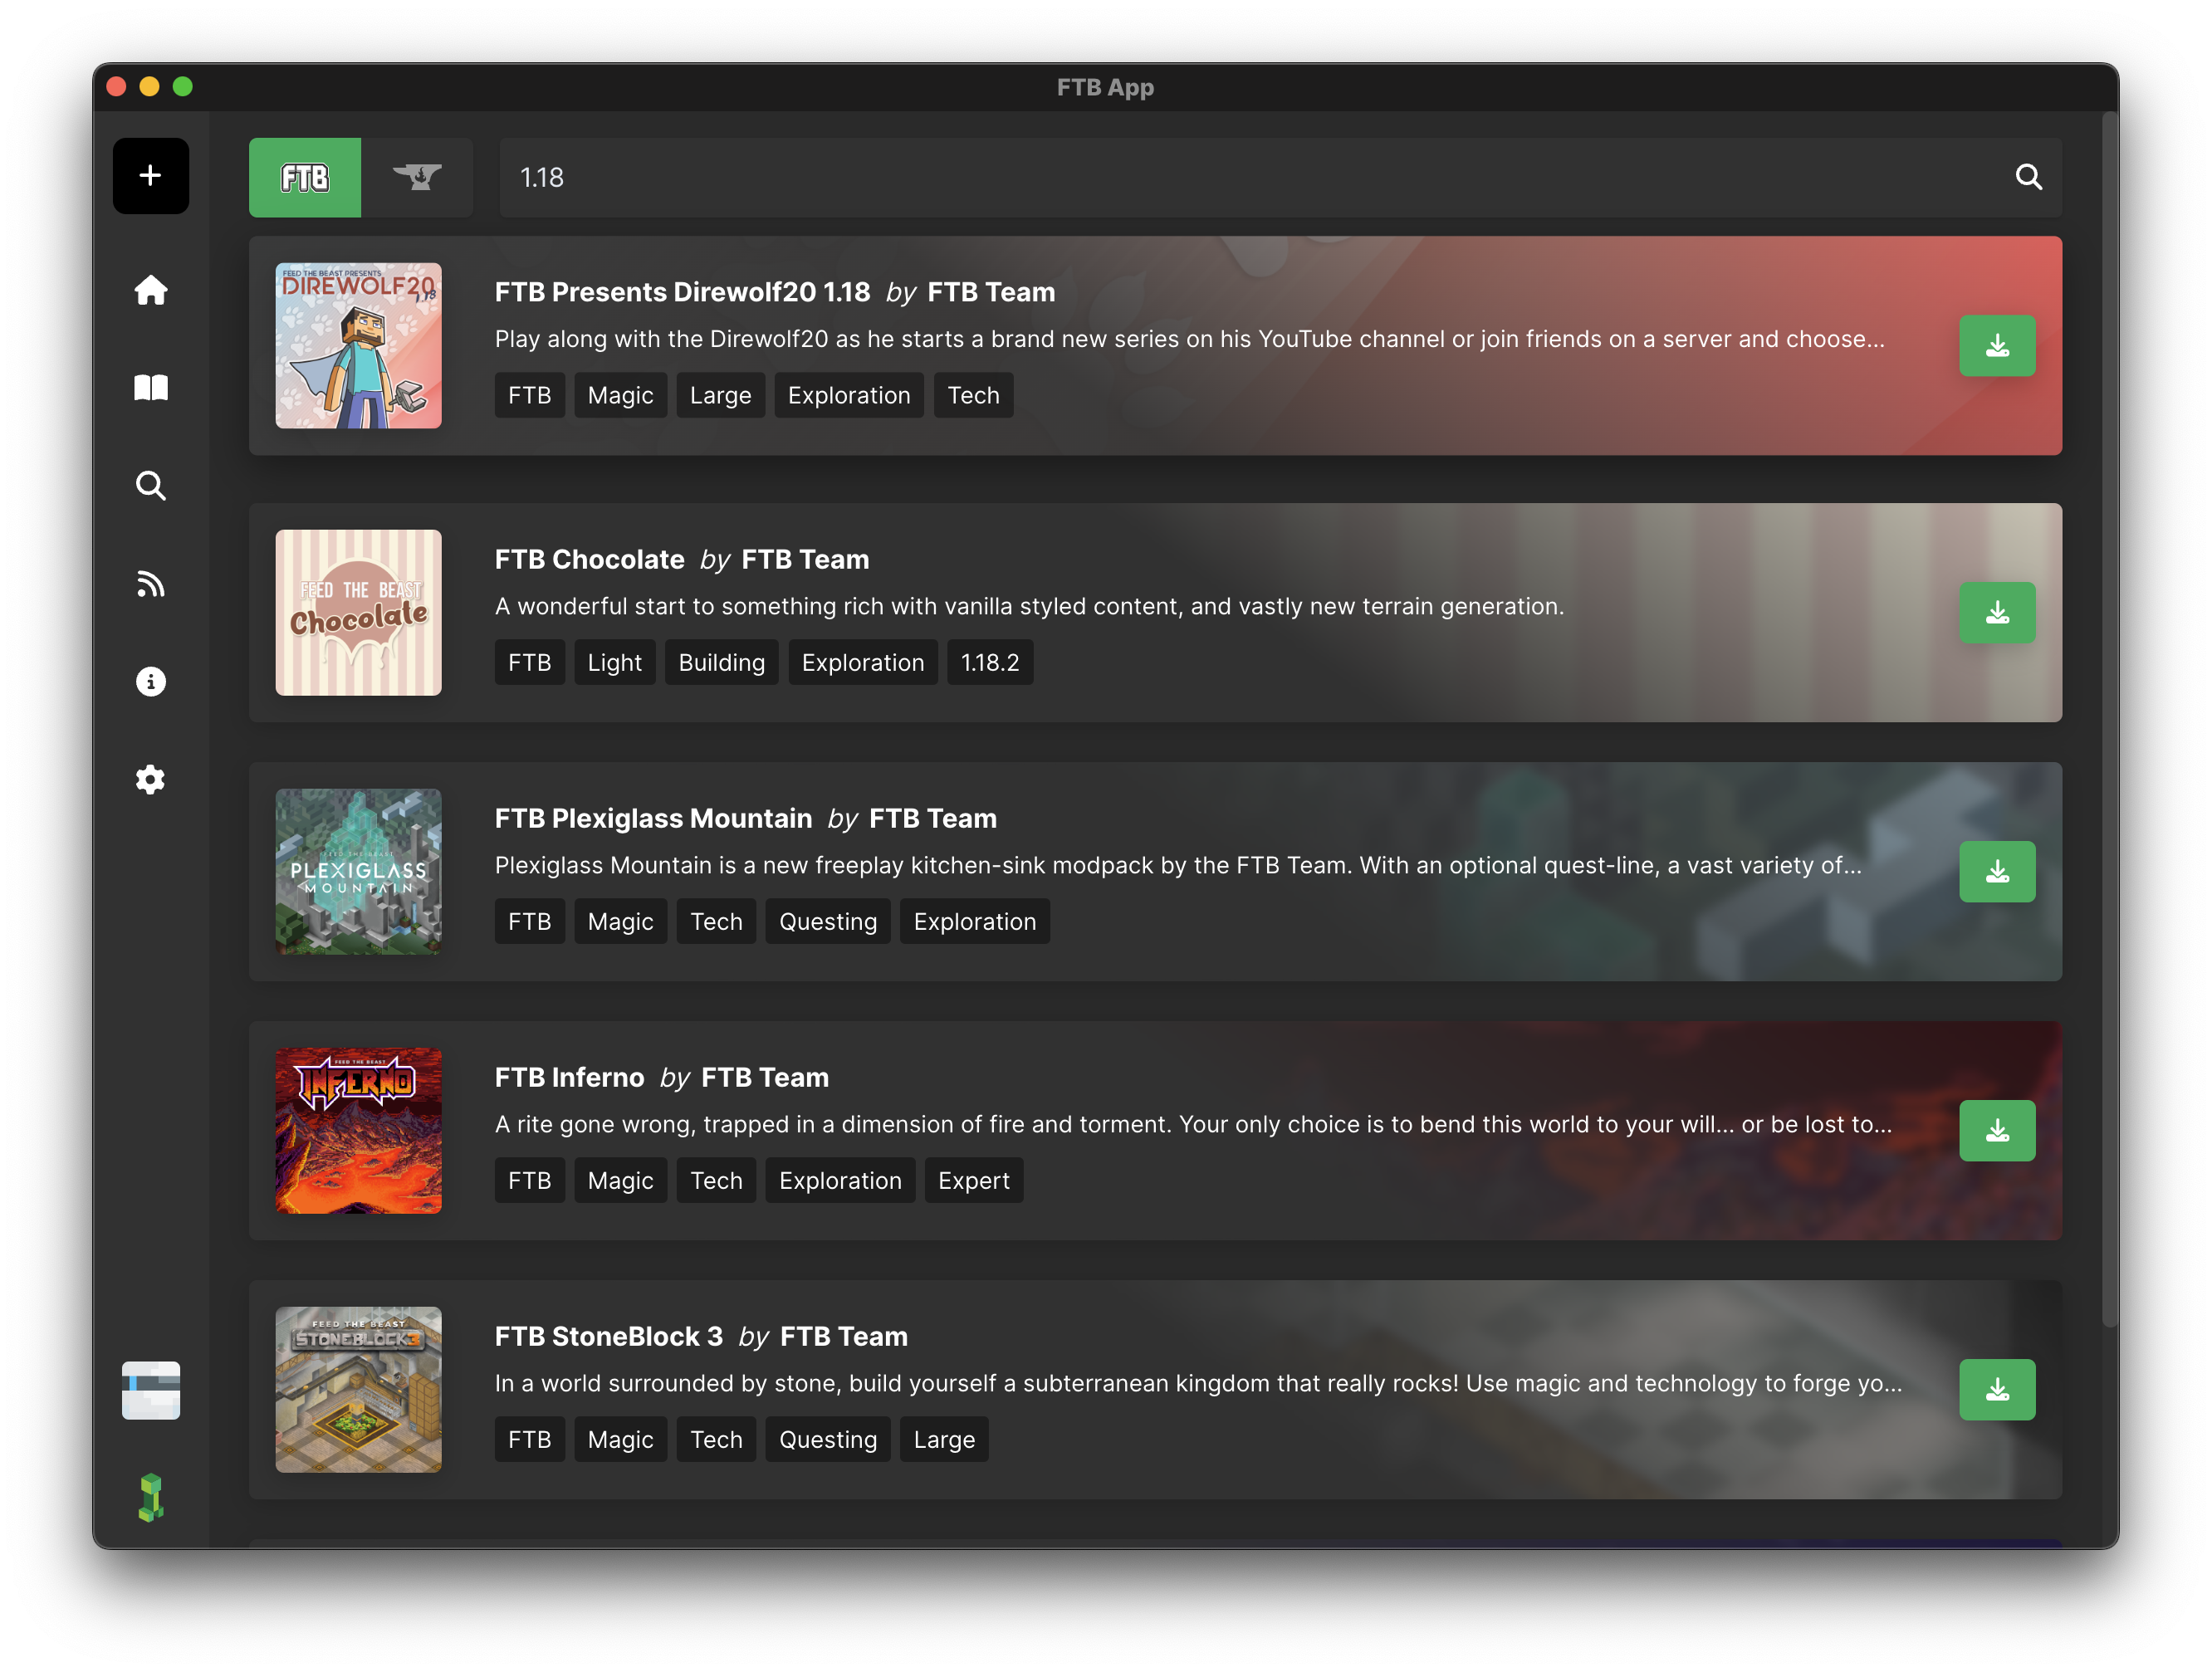 FTB App
FTB
1.18
FEED THE BEAST PRESENTS
DIREWOLF20
1.18
FTB Presents Direwolf20 1.18 by FTB Team
Play along with the Direwolf20 as he starts a brand new series on his YouTube channel or join friends on a server and choose...
FTB Magic Large Exploration Tech
FEED THE BEAST
Chocolate
FTB Chocolate by FTB Team
A wonderful start to something rich with vanilla styled content, and vastly new terrain generation.
FTB Light Building Exploration 1.18.2
FEED THE BEAST
PLEXIGLASS
MOUNTAIN
FTB Plexiglass Mountain by FTB Team
Plexiglass Mountain is a new freeplay kitchen-sink modpack by the FTB Team. With an optional quest-line, a vast variety of...
FTB Magic Tech Questing Exploration
FEED THE BEAST
INFERNO
FTB Inferno by FTB Team
A rite gone wrong, trapped in a dimension of fire and torment. Your only choice is to bend this world to your will... or be lost to...
FTB Magic Tech Exploration Expert
FEED THE BEAST
STONEBLOCK3
FTB StoneBlock 3 by FTB Team
In a world surrounded by stone, build yourself a subterranean kingdom that really rocks! Use magic and technology to forge yo...
FTB Magic Tech Questing Large